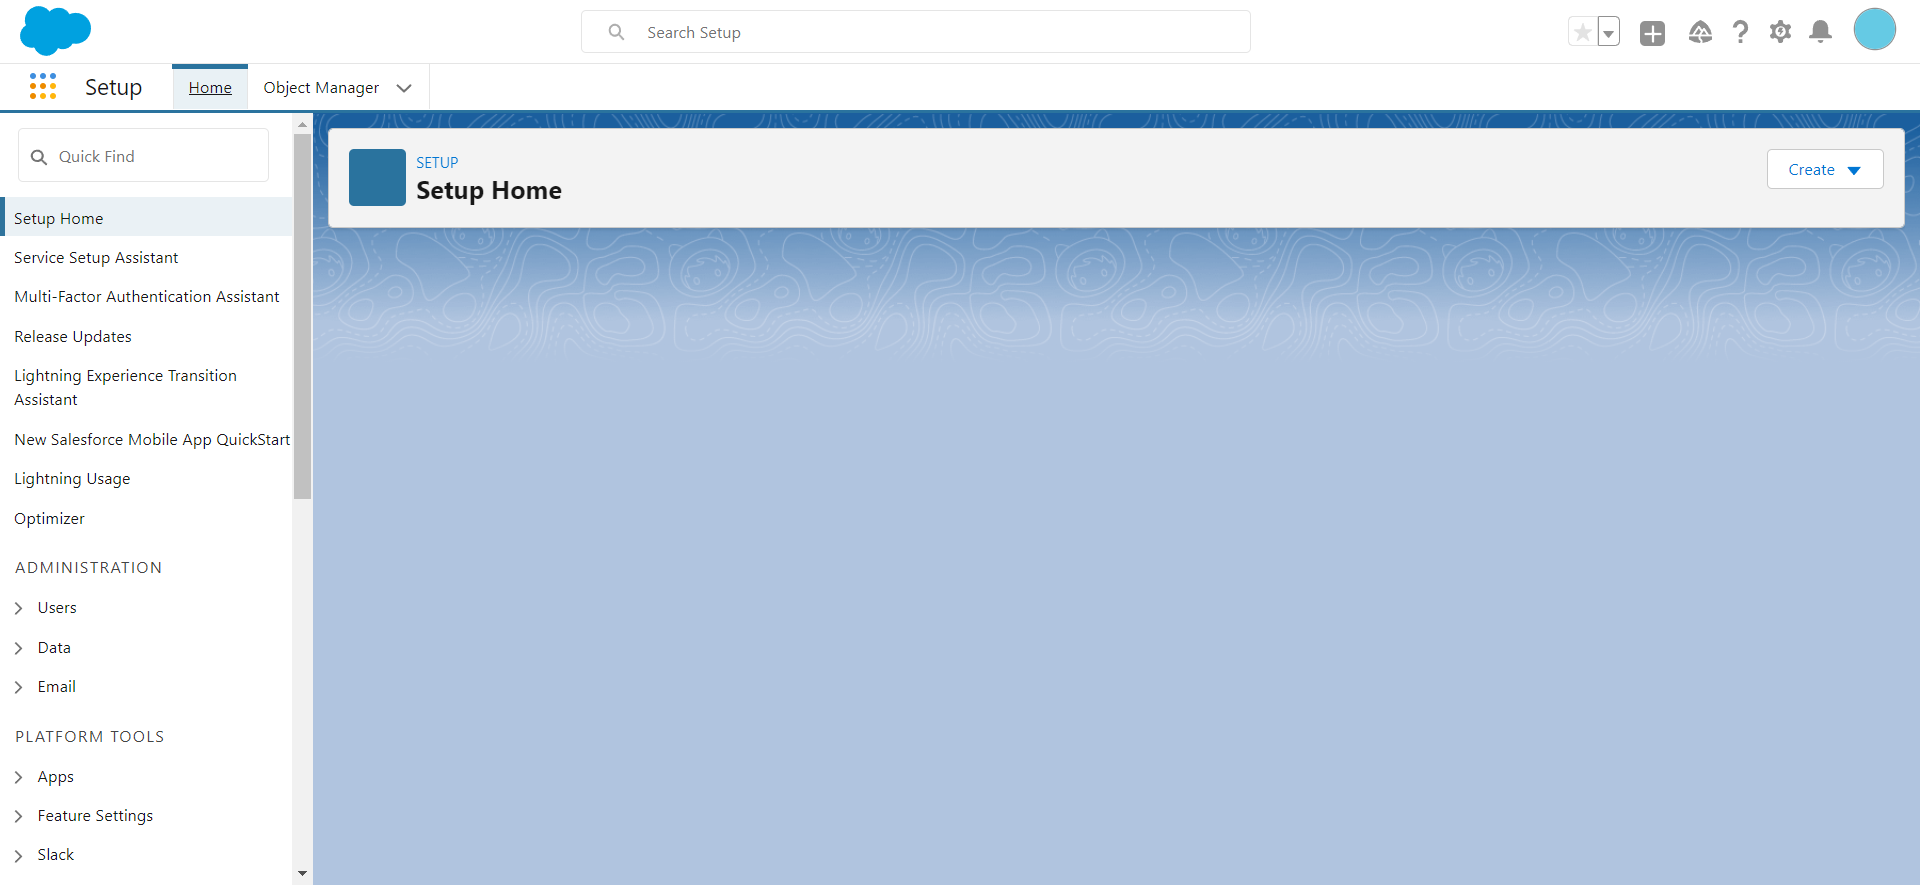 Search Setup
Setup
Home
Object Manager
Quick Find
Setup Home
Service Setup Assistant
Multi-Factor Authentication Assistant
Release Updates
Lightning Experience Transition
Assistant
New Salesforce Mobile App QuickStart
Lightning Usage
Optimizer
ADMINISTRATION
Users
Data
Email
PLATFORM TOOLS
Apps
Feature Settings
Slack
SETUP
Setup Home
Create